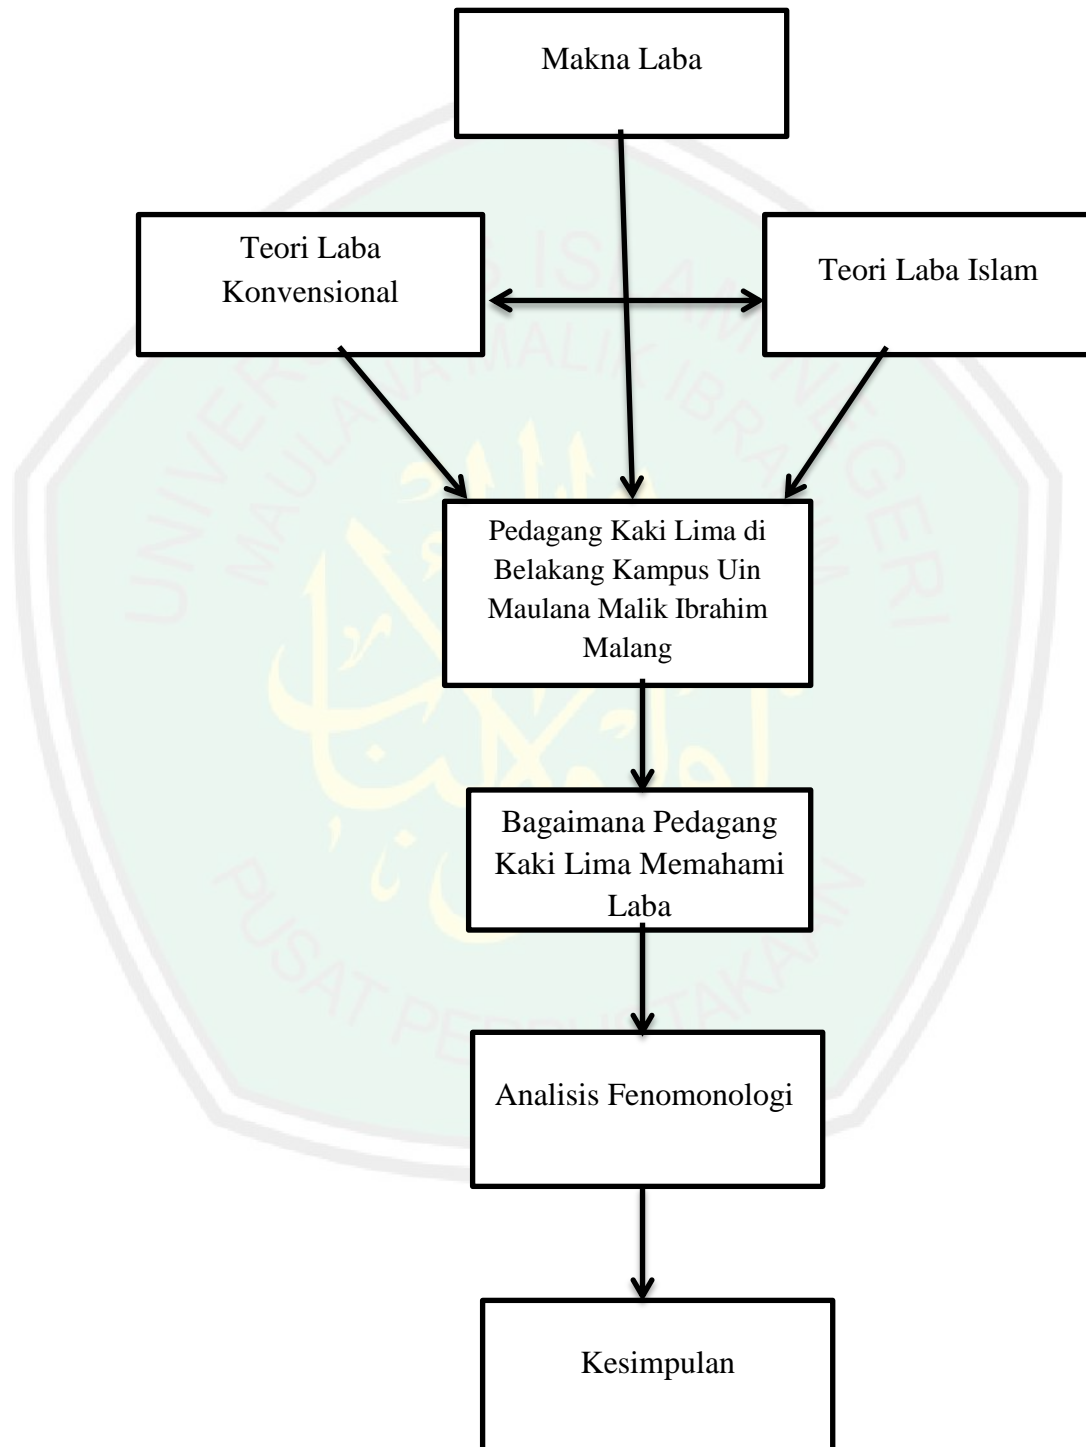 Makna Laba
Teori Laba
Konvensional
Teori Laba Islam
Pedagang Kaki Lima di
Belakang Kampus Uin
Maulana Malik Ibrahim
Malang
Bagaimana Pedagang
Kaki Lima Memahami
Laba
Analisis Fenomonologi
Kesimpulan